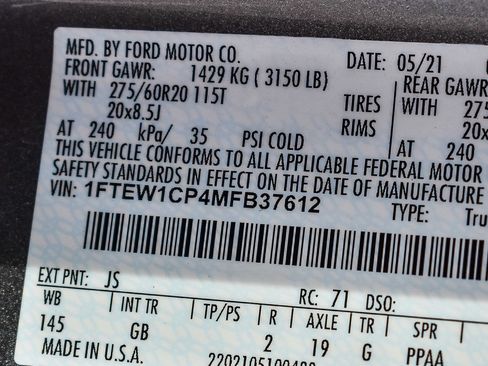 MFD. BY FORD MOTOR CO. DATE: 05/21
FRONT GAWR: 1429 KG ( 3150 LB) REAR GAWR
WITH 275/60R20 115T TIRES WITH 275
20x8.5J RIMS 20x
AT 240 kPa/ 35 PSI COLD AT 240
THIS VEHICLE CONFORMS TO ALL APPLICABLE FEDERAL MOTOR
SAFETY STANDARDS IN EFFECT ON THE DATE OF MANUFACTURE
VIN: 1FTEW1CP4MFB37612 TYPE: Tru
EXT PNT: JS RC: 71 DSO:
WB INT TR TP/PS R AXLE TR SPR
145 GB 2 19 G PPAA
MADE IN U.S.A.